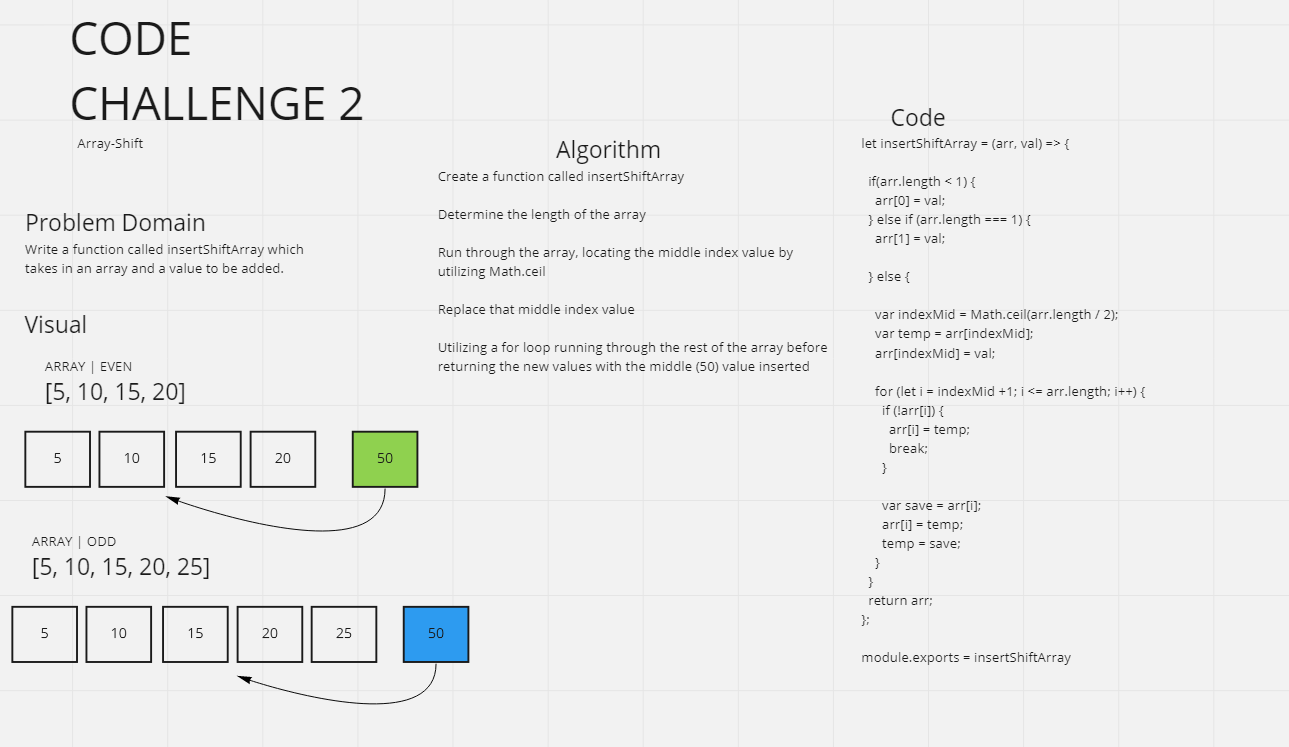 CODE
CHALLENGE 2
Array-Shift
Problem Domain
Write a function called insertShiftArray which
takes in an array and a value to be added.
Visual
ARRAY | EVEN
[5, 10, 15, 20]
5 10 15 20 50
ARRAY | ODD
[5, 10, 15, 20, 25]
5 10 15 20 25 50
Algorithm
Create a function called insertShiftArray
Determine the length of the array
Run through the array, locating the middle index value by
utilizing Math.ceil
Replace that middle index value
Utilizing a for loop running through the rest of the array before
returning the new values with the middle (50) value inserted
Code
let insertShiftArray = (arr, val) => {
if(arr.length < 1) {
arr[0] = val;
} else if (arr.length === 1) {
arr[1] = val;
} else {
var indexMid = Math.ceil(arr.length / 2);
var temp = arr[indexMid];
arr[indexMid] = val;
for (let i = indexMid +1; i <= arr.length; i++) {
if (!arr[i]) {
arr[i] = temp;
break;
}
var save = arr[i];
arr[i] = temp;
temp = save;
}
}
return arr;
};
module.exports = insertShiftArray